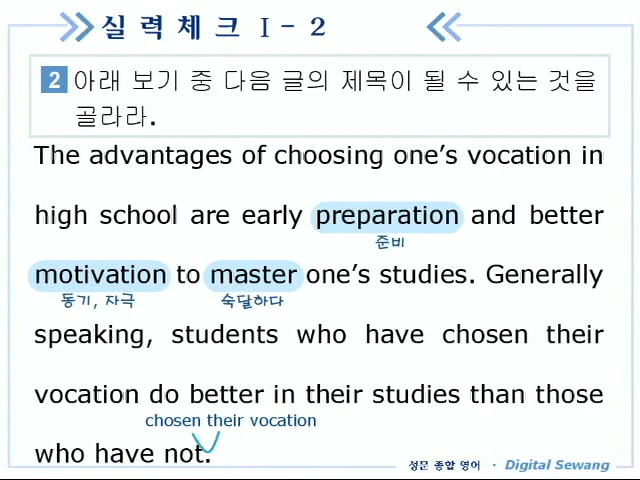 실력체크 I - 2
2 아래 보기 중 다음 글의 제목이 될 수 있는 것을
골라라.
The advantages of choosing one's vocation in
high school are early preparation and better
준비
motivation to master one's studies. Generally
동기, 자극 숙달하다
speaking, students who have chosen their
vocation do better in their studies than those
chosen their vocation
who have not.
성문 종합 영어 · Digital Sewang